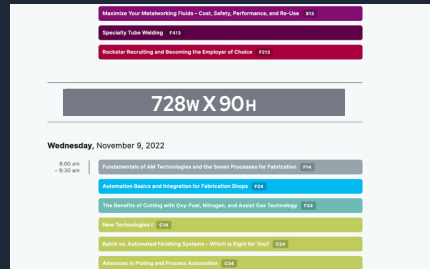 Maximize Your Metalworking Fluids – Cost, Safety, Performance, and Re-Use B13
Specialty Tube Welding F413
Rockstar Recruiting and Becoming the Employer of Choice F213
728W X 90H
Wednesday, November 9, 2022
8:00 am
– 9:30 am
Fundamentals of AM Technologies and the Seven Processes for Fabrication F14
Automation Basics and Integration for Fabrication Shops F24
The Benefits of Cutting with Oxy-Fuel, Nitrogen, and Assist Gas Technology F34
New Technologies I C14
Batch vs. Automated Finishing Systems – Which is Right for You? C24
Advances in Plating and Process Automation C34